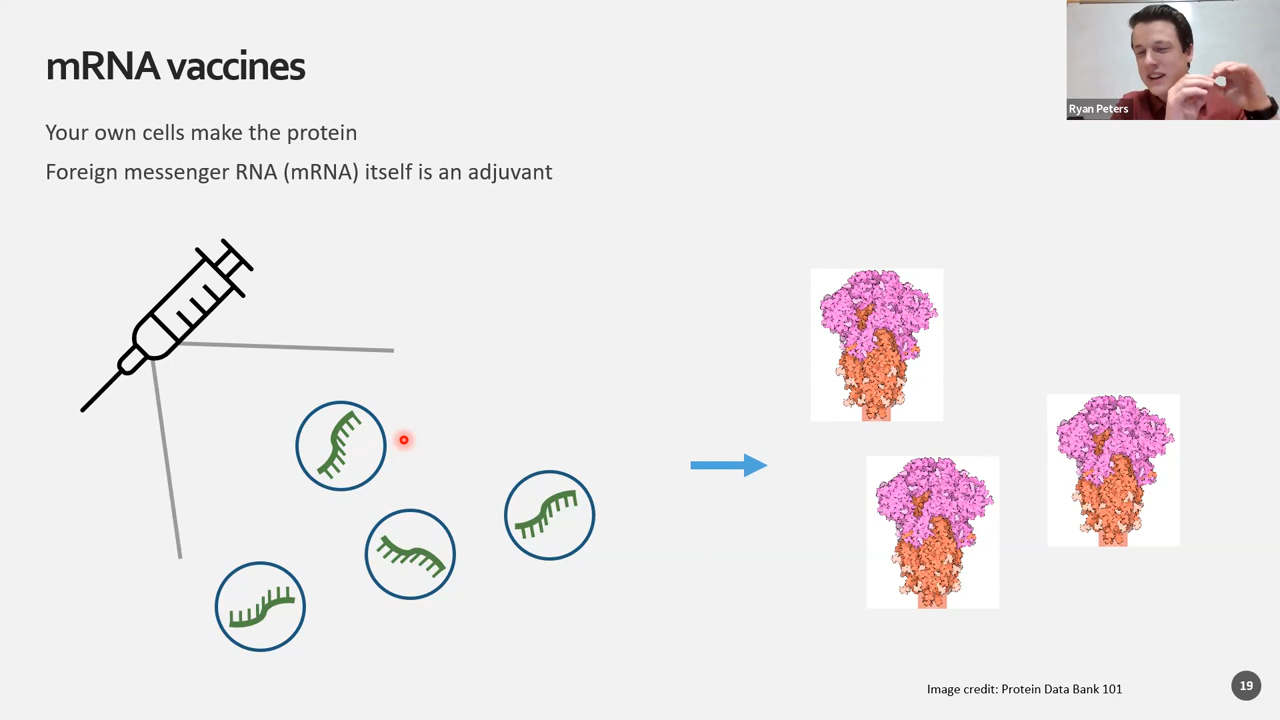 mRNA vaccines
Ryan Peters
Your own cells make the protein
Foreign messenger RNA (mRNA) itself is an adjuvant
Image credit: Protein Data Bank 101
19